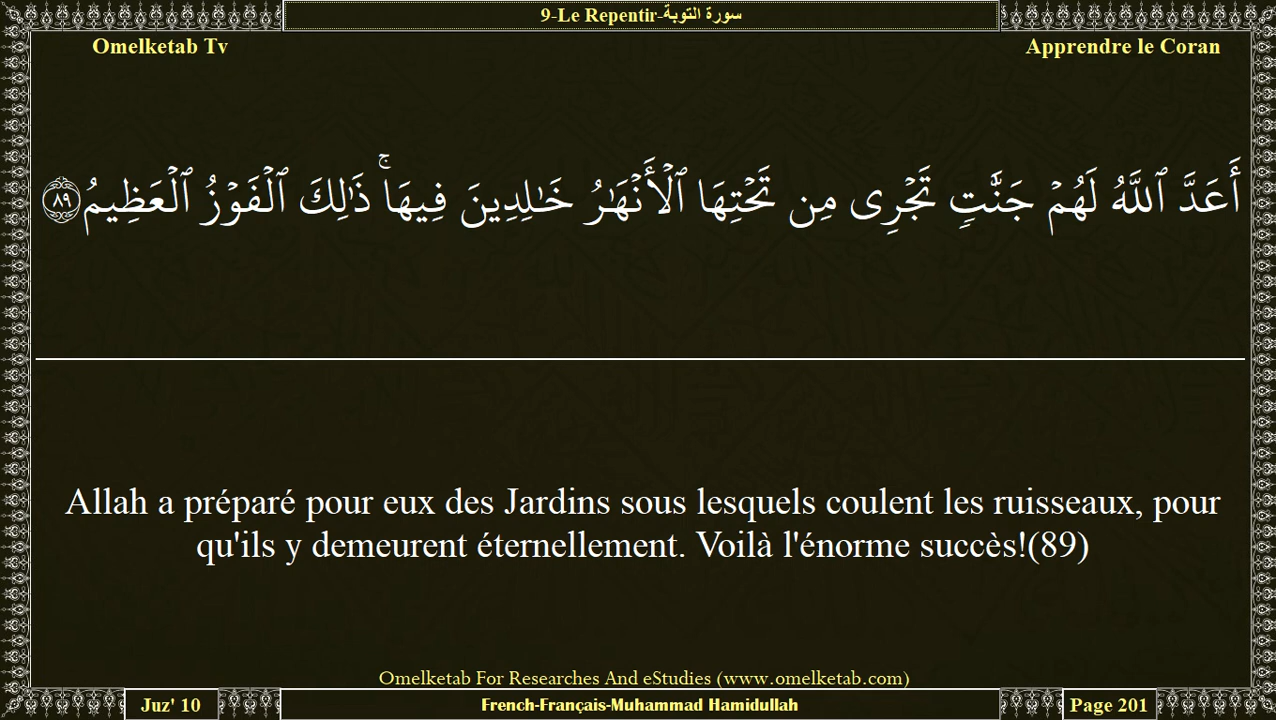 9-Le Repentir-سورة التوبة
Omelketab Tv
Apprendre le Coran
أَعَدَّ ٱللَّهُ لَهُمۡ جَنَّٰتٖ تَجۡرِي مِن تَحۡتِهَا ٱلۡأَنۡهَٰرُ خَٰلِدِينَ فِيهَاۚ ذَٰلِكَ ٱلۡفَوۡزُ ٱلۡعَظِيمُ ٨٩
Allah a préparé pour eux des Jardins sous lesquels coulent les ruisseaux, pour
qu'ils y demeurent éternellement. Voilà l'énorme succès!(89)
Omelketab For Researches And eStudies (www.omelketab.com)
Juz' 10
French-Français-Muhammad Hamidullah
Page 201